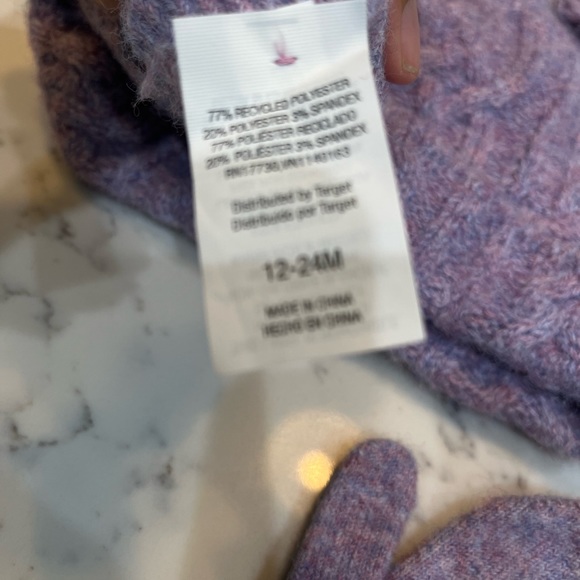 77% RECYCLED POLYESTER
22% POLYESTER 3% SPANDEX
77% POLIÉSTER RECICLADO
20% POLIÉSTER 3% SPANDEX
Distributed by Target
Distribuido por Target
12-24M
MADE IN CHINA
HECHO EN CHINA